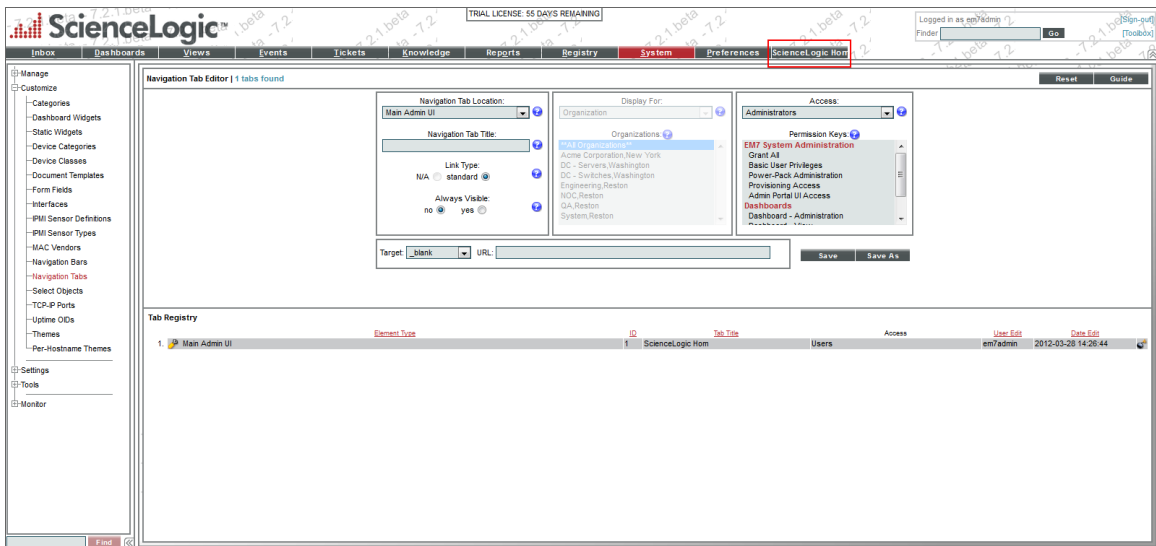 TRIAL LICENSE: 55 DAYS REMAINING
ScienceLogic™
7.2.1.beta
Logged in as em7admin
[Sign-out]
Finder
Go
[Toolbox]
Inbox Dashboards Views Events Tickets Knowledge Reports Registry System Preferences ScienceLogic Hom
Manage
Customize
Categories
Dashboard Widgets
Static Widgets
Device Categories
Device Classes
Document Templates
Form Fields
Interfaces
IPMI Sensor Definitions
IPMI Sensor Types
MAC Vendors
Navigation Bars
Navigation Tabs
Select Objects
TCP-IP Ports
Uptime OIDs
Themes
Per-Hostname Themes
Settings
Tools
Monitor
Find
Navigation Tab Editor | 1 tabs found
Reset Guide
Navigation Tab Location:
Main Admin UI
Navigation Tab Title:
Link Type:
N/A standard
Always Visible:
no yes
Display For:
Organization
Organizations:
**All Organizations**
Acme Corporation,New York
DC - Servers,Washington
DC - Switches,Washington
Engineering,Reston
NOC,Reston
QA,Reston
System,Reston
Access:
Administrators
Permission Keys:
EM7 System Administration
Grant All
Basic User Privileges
Power-Pack Administration
Provisioning Access
Admin Portal UI Access
Dashboards
Dashboard - Administration
Dashboard - View
Target: _blank URL:
Save Save As
Tab Registry
Element Type ID Tab Title Access User Edit Date Edit
1. Main Admin UI 1 ScienceLogic Hom Users em7admin 2012-03-28 14:26:44